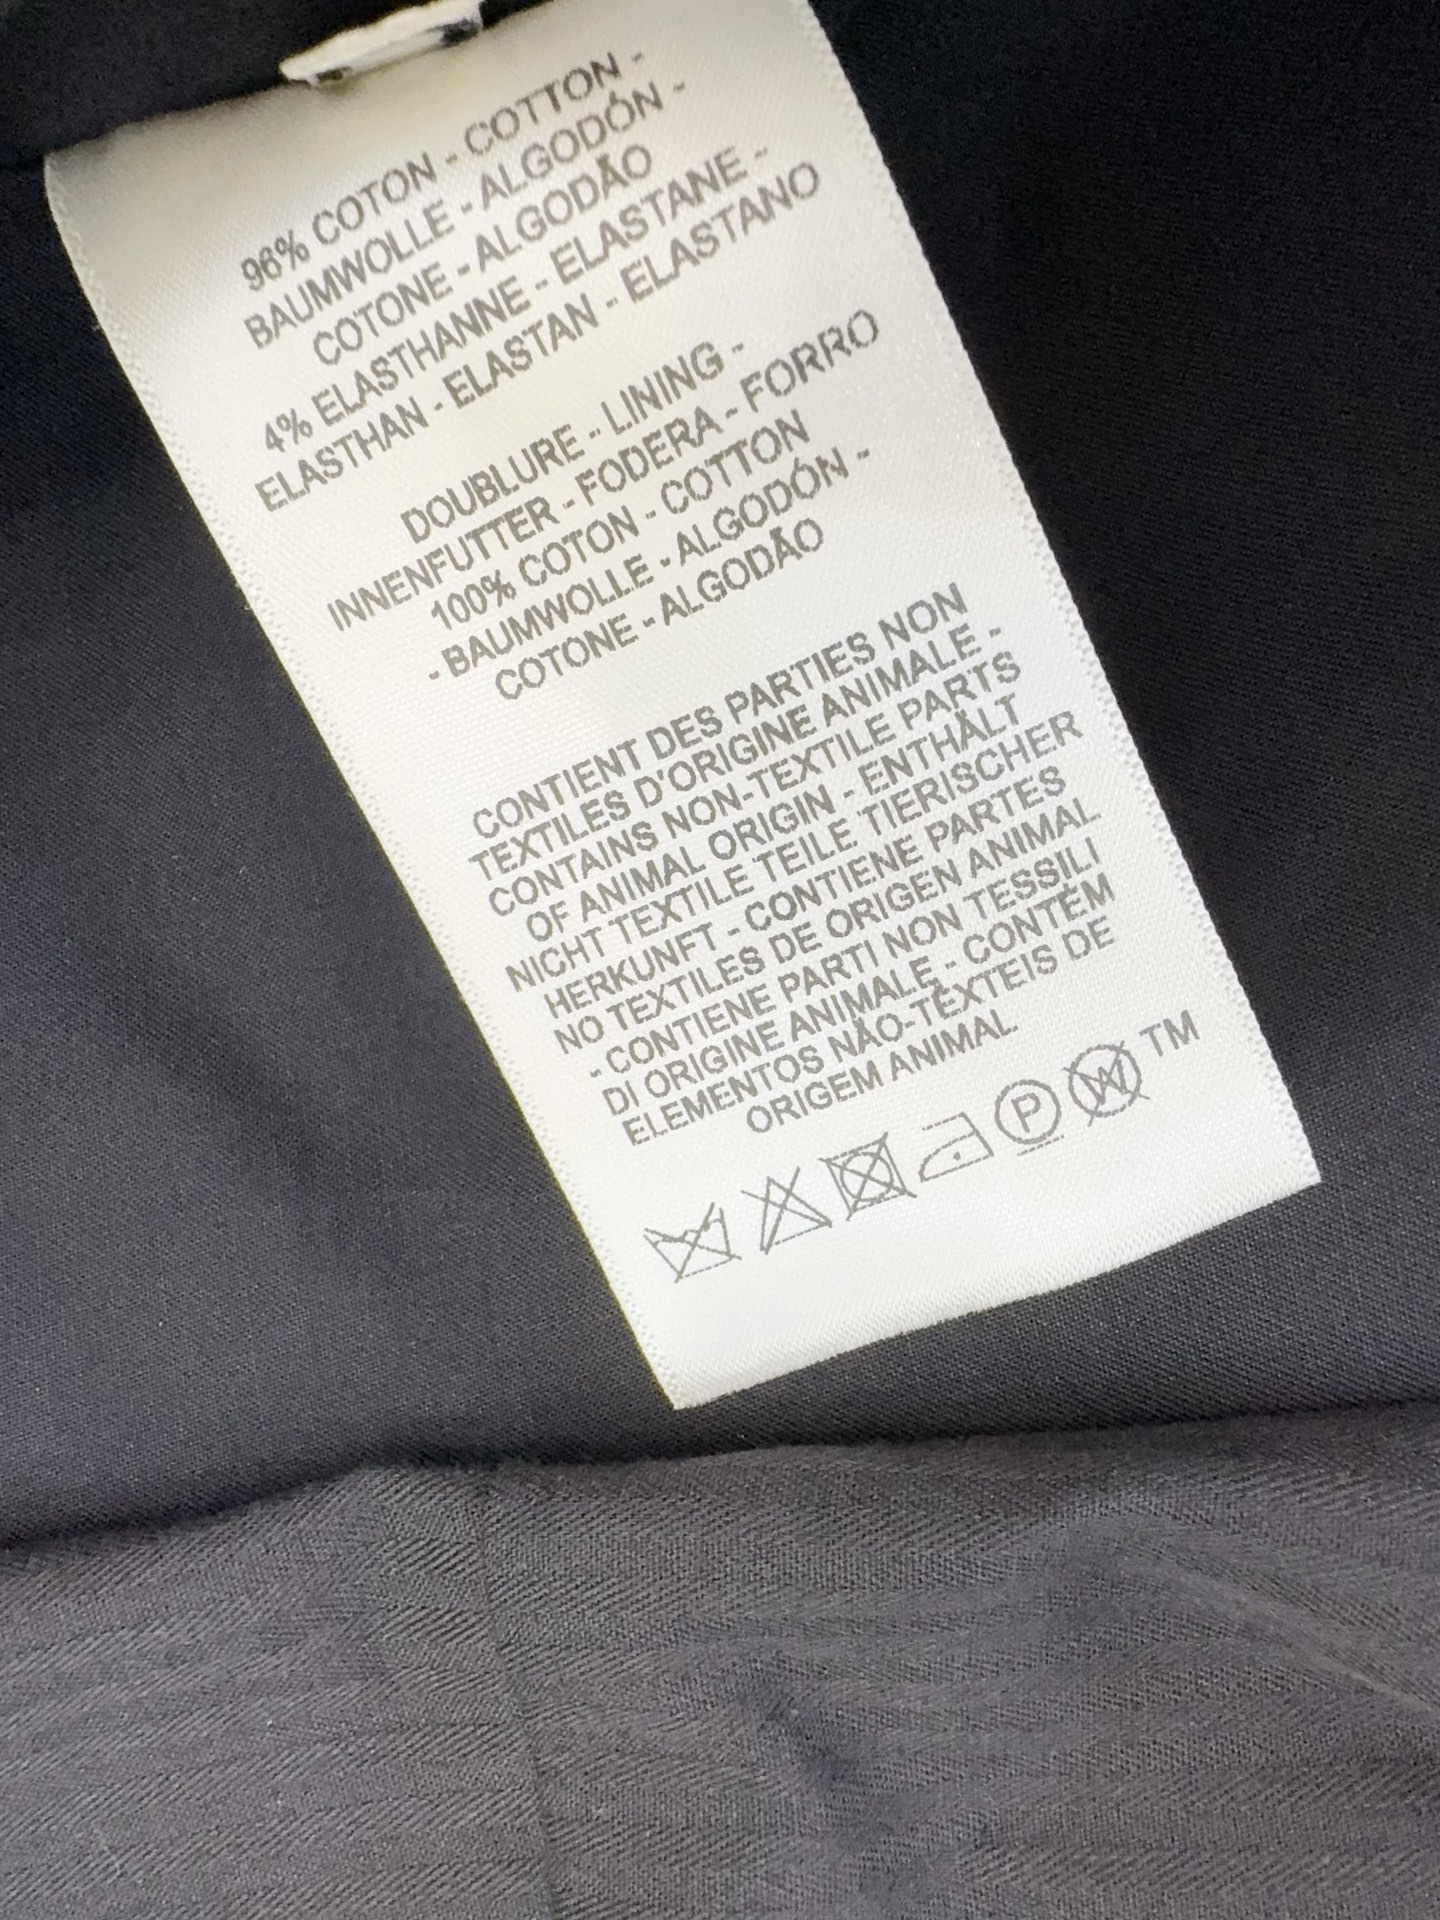 96% COTON - COTTON -
BAUMWOLLE - ALGODÓN -
COTONE - ALGODÃO
4% ELASTHANNE - ELASTANE -
ELASTHAN - ELASTAN - ELASTANO
DOUBLURE - LINING -
INNENFUTTER - FODERA - FORRO
100% COTON - COTTON
- BAUMWOLLE - ALGODÓN -
COTONE - ALGODÃO
CONTIENT DES PARTIES NON
TEXTILES D'ORIGINE ANIMALE -
CONTAINS NON-TEXTILE PARTS
OF ANIMAL ORIGIN - ENTHÄLT
NICHT TEXTILE TEILE TIERISCHER
HERKUNFT - CONTIENE PARTES
NO TEXTILES DE ORIGEN ANIMAL
- CONTIENE PARTI NON TESSILI
DI ORIGINE ANIMALE - CONTÉM
ELEMENTOS NÃO-TÊXTEIS DE
ORIGEM ANIMAL
P W TM